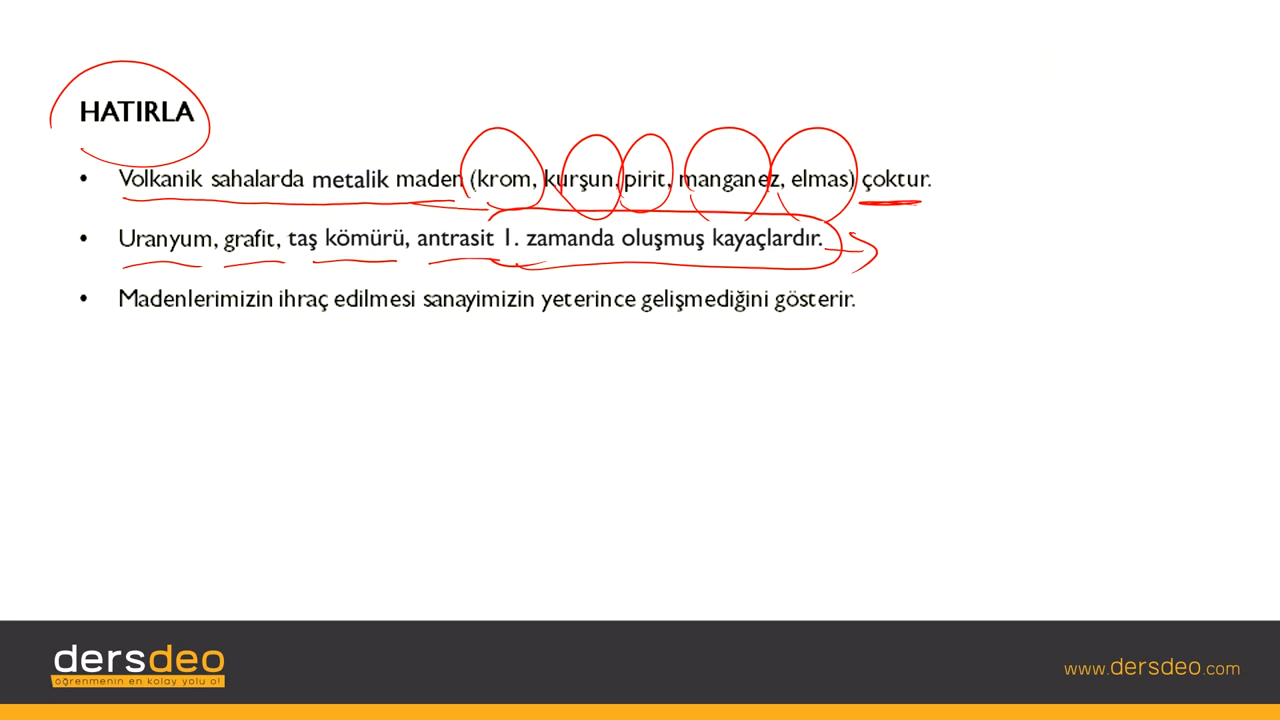 HATIRLA
• Volkanik sahalarda metalik maden (krom, kurşun, pirit, manganez, elmas) çoktur.
• Uranyum, grafit, taş kömürü, antrasit 1. zamanda oluşmuş kayaçlardır.
• Madenlerimizin ihraç edilmesi sanayimizin yeterince gelişmediğini gösterir.
dersdeo
öğrenmenin en kolay yolu o!
www.dersdeo.com